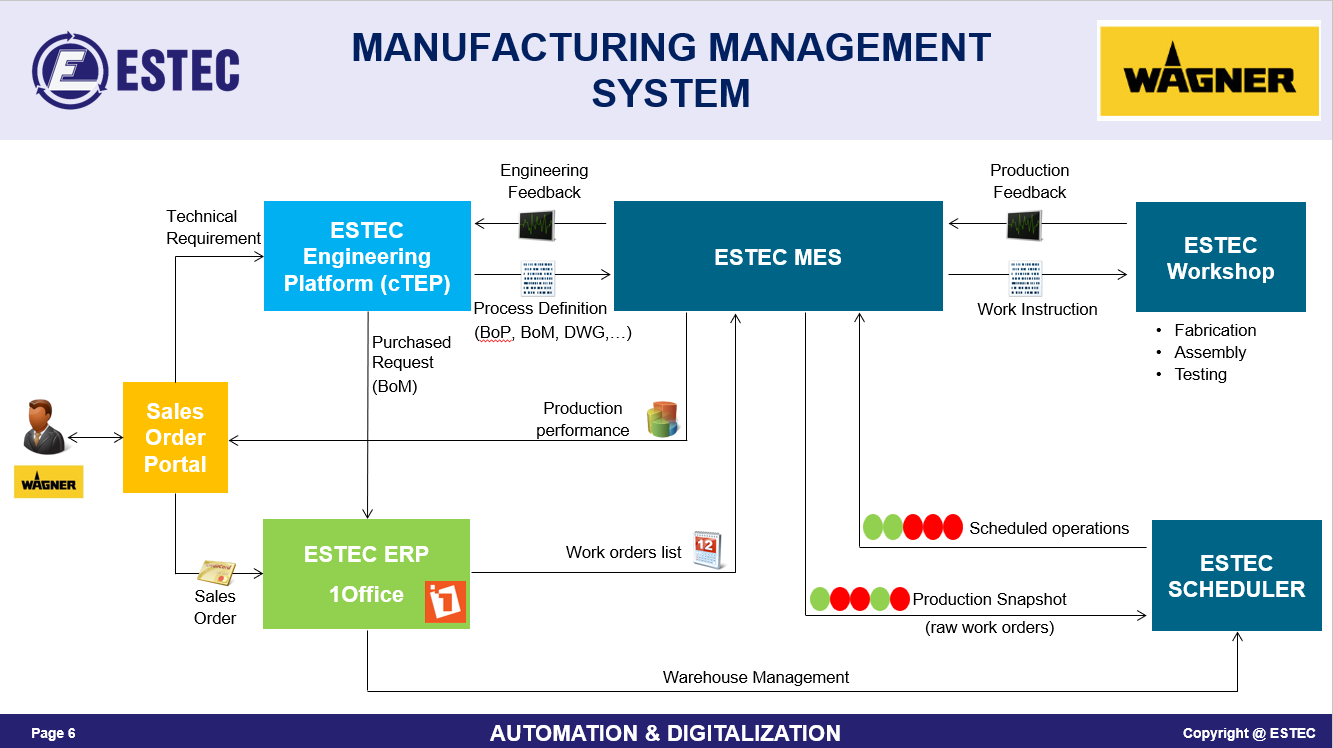 ESTEC
MANUFACTURING MANAGEMENT
SYSTEM
WAGNER
Engineering
Feedback
Production
Feedback
Technical
Requirement
ESTEC
Engineering
Platform (cTEP)
ESTEC MES
ESTEC
Workshop
Process Definition
(BoP, BoM, DWG,...)
Work Instruction
• Fabrication
• Assembly
• Testing
Purchased
Request
(BoM)
Sales
Order
Portal
WAGNER
Production
performance
ESTEC ERP
1Office
Work orders list
12
Sales
Order
Scheduled operations
ESTEC
SCHEDULER
Production Snapshot
(raw work orders)
Warehouse Management
Page 6
AUTOMATION & DIGITALIZATION
Copyright @ ESTEC